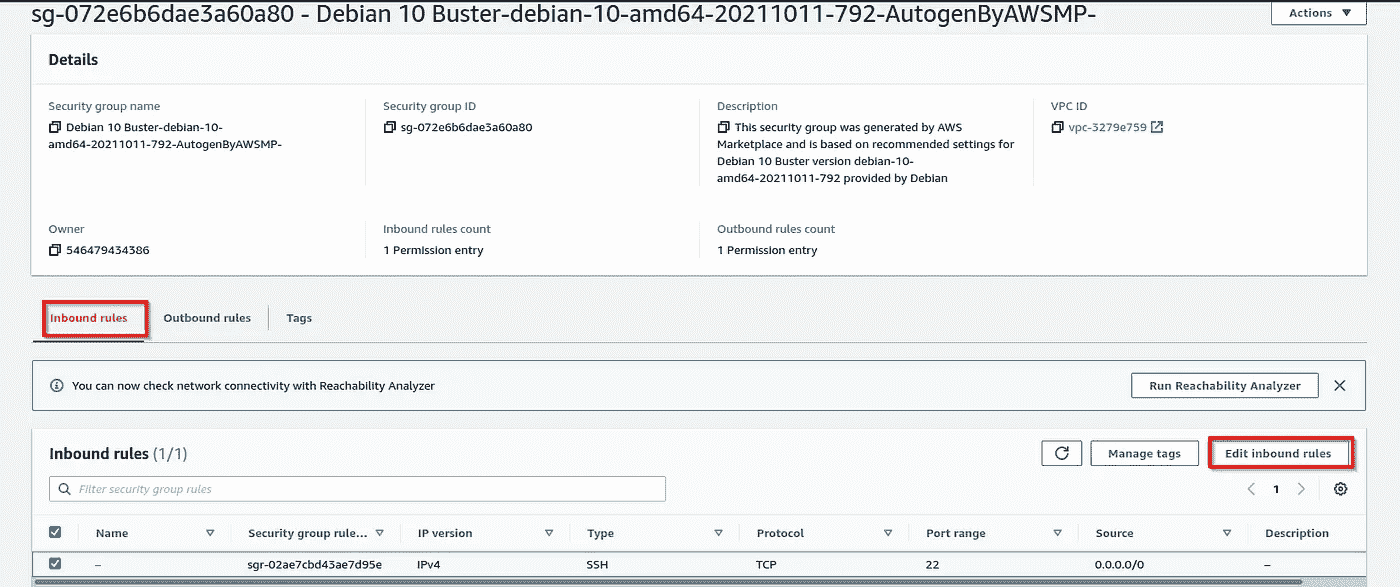 sg-072e6b6dae3a60a80 - Debian 10 Buster-debian-10-amd64-20211011-792-AutogenByAWSMP-
Actions
Details
Security group name
Debian 10 Buster-debian-10-
amd64-20211011-792-AutogenByAWSMP-
Security group ID
sg-072e6b6dae3a60a80
Description
This security group was generated by AWS
Marketplace and is based on recommended settings for
Debian 10 Buster version debian-10-
amd64-20211011-792 provided by Debian
VPC ID
vpc-3279e759
Owner
546479434386
Inbound rules count
1 Permission entry
Outbound rules count
1 Permission entry
Inbound rules
Outbound rules
Tags
You can now check network connectivity with Reachability Analyzer
Run Reachability Analyzer
Inbound rules (1/1)
Manage tags
Edit inbound rules
Filter security group rules
1
Name
Security group rule...
IP version
Type
Protocol
Port range
Source
Description
–
sgr-02ae7cbd43ae7d95e
IPv4
SSH
TCP
22
0.0.0.0/0
–